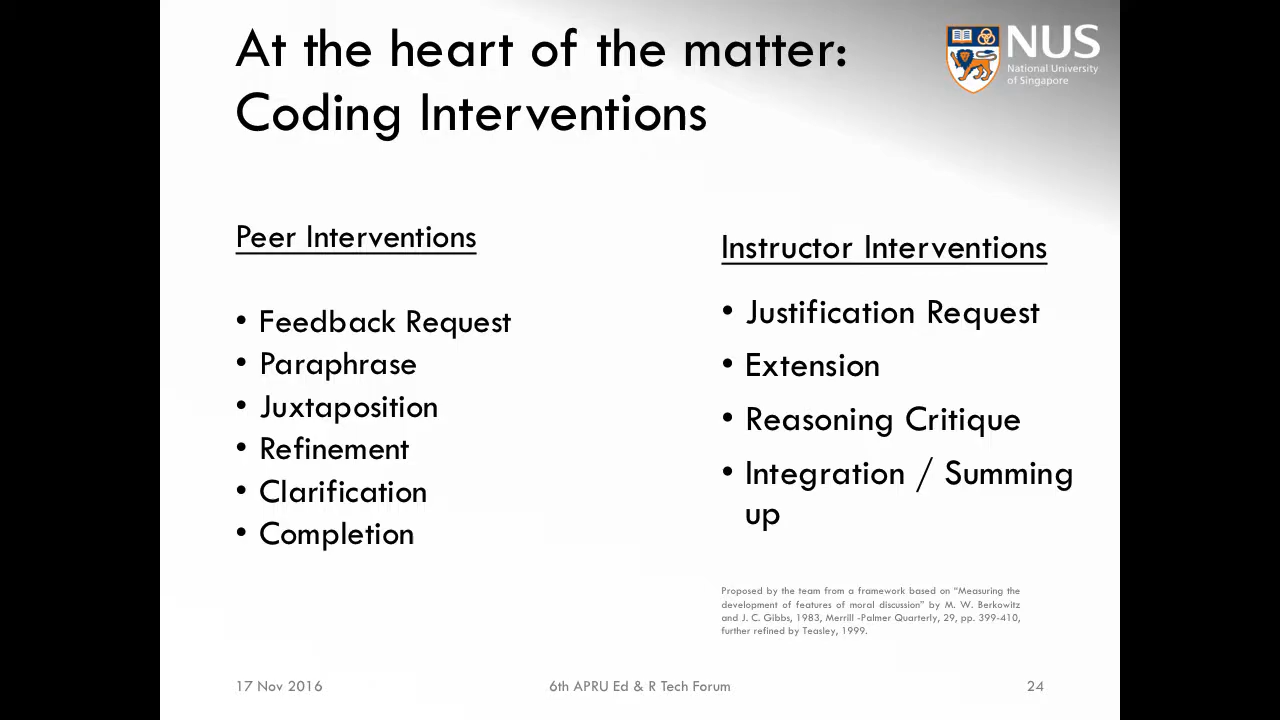 At the heart of the matter:
Coding Interventions
NUS
National University
of Singapore
Peer Interventions
• Feedback Request
• Paraphrase
• Juxtaposition
• Refinement
• Clarification
• Completion
Instructor Interventions
• Justification Request
• Extension
• Reasoning Critique
• Integration / Summing
up
Proposed by the team from a framework based on “Measuring the
development of features of moral discussion” by M. W. Berkowitz
and J. C. Gibbs, 1983, Merrill -Palmer Quarterly, 29, pp. 399-410,
further refined by Teasley, 1999.
17 Nov 2016
6th APRU Ed & R Tech Forum
24